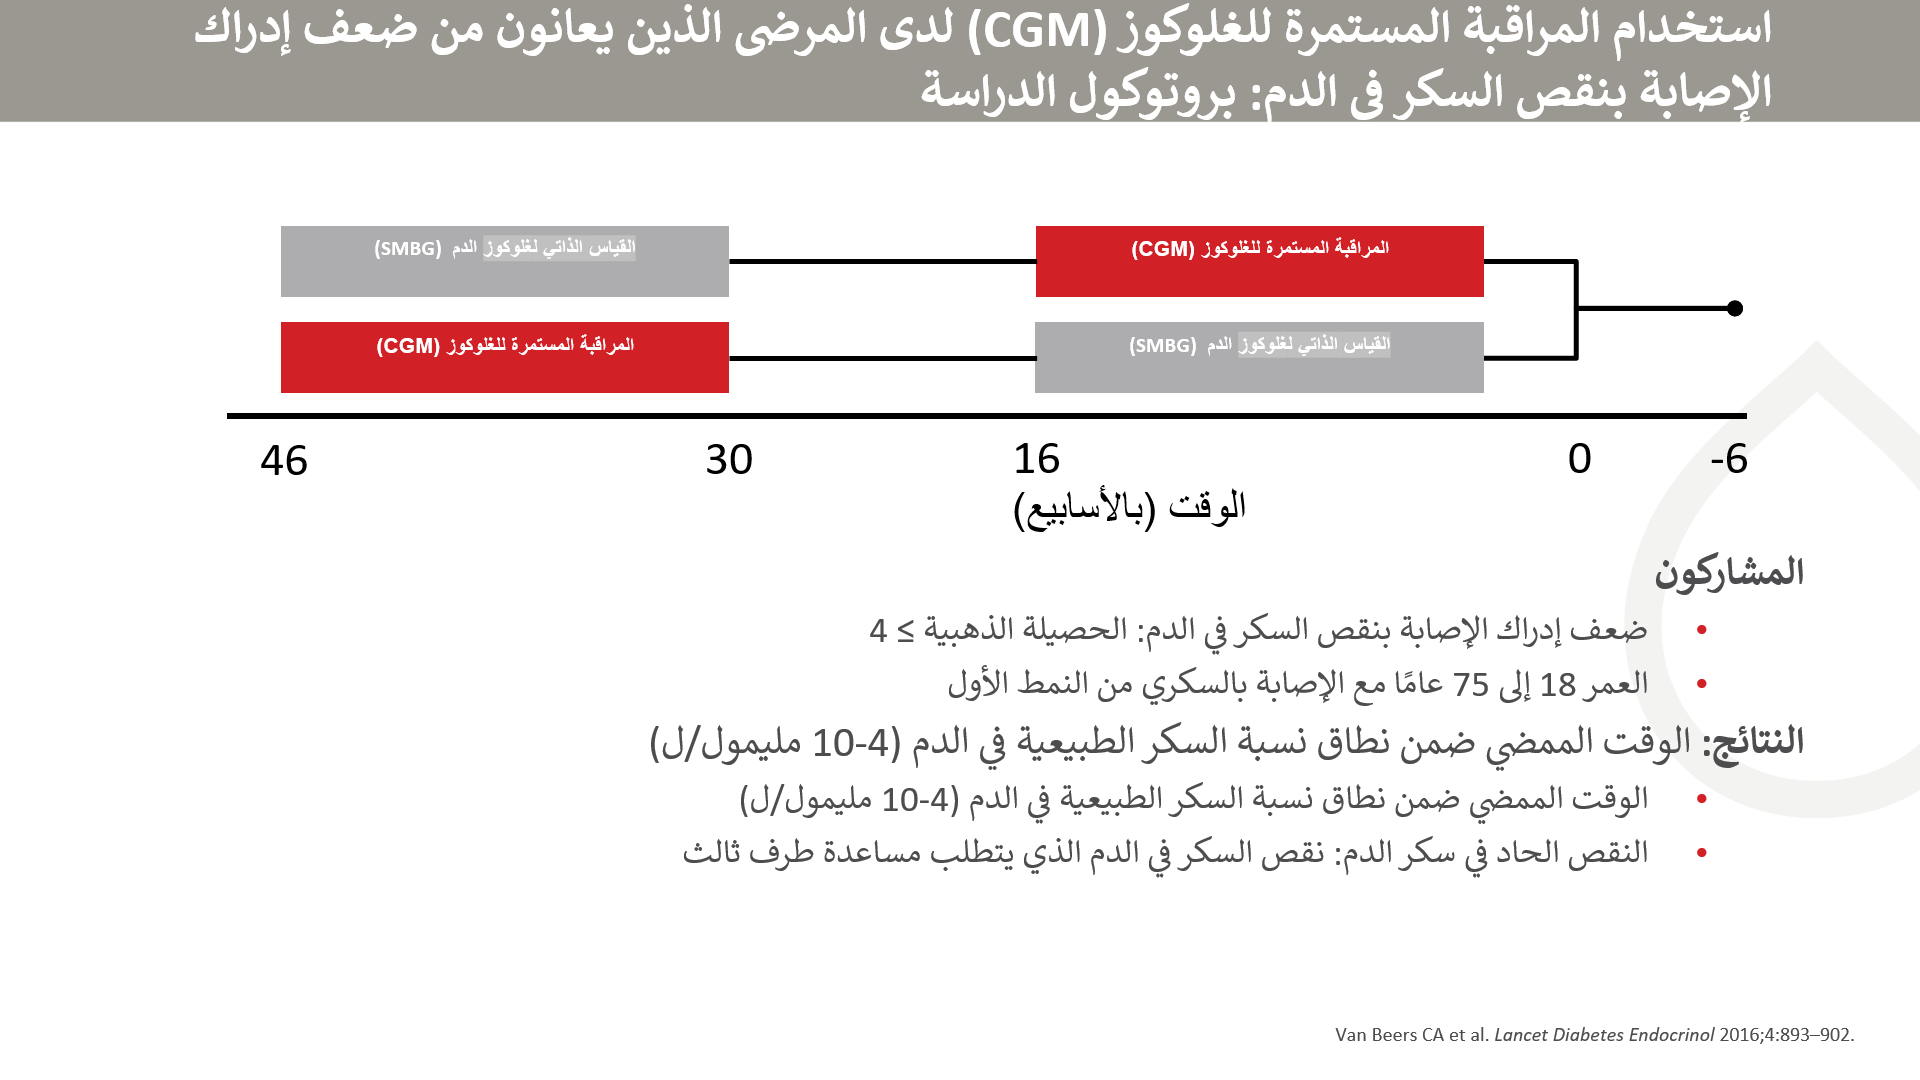 استخدام المراقبة المستمرة للغلوكوز (CGM) لدى المرضى الذين يعانون من ضعف إدراك
الإصابة بنقص السكر في الدم: بروتوكول الدراسة
المراقبة المستمرة للغلوكوز (CGM)
القياس الذاتي لغلوكوز الدم (SMBG)
القياس الذاتي لغلوكوز الدم (SMBG)
المراقبة المستمرة للغلوكوز (CGM)
-6
0
16
30
46
الوقت (بالأسابيع)
المشاركون
• ضعف إدراك الإصابة بنقص السكر في الدم: الحصيلة الذهبية ≥ 4
• العمر 18 إلى 75 عامًا مع الإصابة بالسكري من النمط الأول
النتائج: الوقت الممضي ضمن نطاق نسبة السكر الطبيعية في الدم (4-10 مليمول/ل)
• الوقت الممضي ضمن نطاق نسبة السكر الطبيعية في الدم (4-10 مليمول/ل)
• النقص الحاد في سكر الدم: نقص السكر في الدم الذي يتطلب مساعدة طرف ثالث
Van Beers CA et al. Lancet Diabetes Endocrinol 2016;4:893–902.